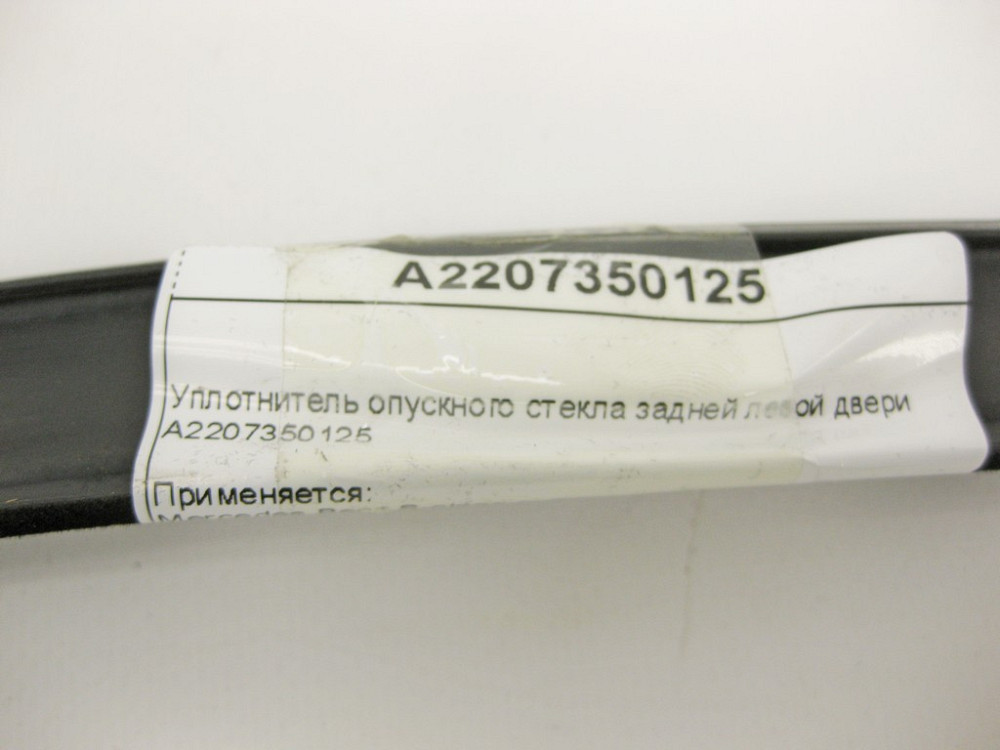 A2207350125
Уплотнитель опускного стекла задней левой двери
A2207350125
Применяется: